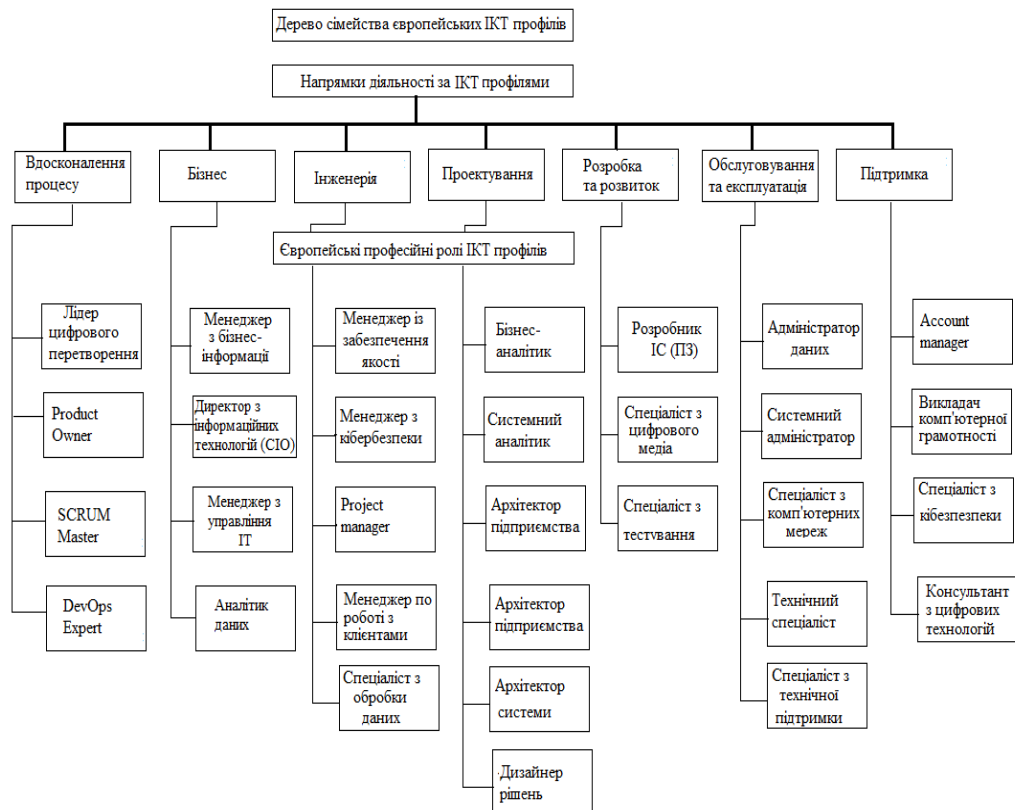 Дерево сімейства європейських ІКТ профілів
Напрямки діяльності за ІКТ профілями
Вдосконалення
процесу
Бізнес
Інженерія
Проектування
Розробка
та розвиток
Обслуговування
та експлуатація
Підтримка
Європейські професійні ролі ІКТ профілів
Лідер
цифрового
перетворення
Product
Owner
SCRUM
Master
DevOps
Expert
Менеджер
з бізнес-
інформації
Директор з
інформаційних
технологій (CIO)
Менеджер з
управління
ІТ
Аналітик
даних
Менеджер із
забезпечення
якості
Менеджер з
кібербезпеки
Project
manager
Менеджер по
роботі з
клієнтами
Спеціаліст з
обробки
даних
Бізнес-
аналітик
Системний
аналітик
Архітектор
підприємства
Архітектор
підприємства
Архітектор
системи
Дизайнер
рішень
Розробник
ІС (ПЗ)
Спеціаліст з
цифрового
медіа
Спеціаліст з
тестування
Адміністратор
даних
Системний
адміністратор
Спеціаліст з
комп'ютерних
мереж
Технічний
спеціаліст
Спеціаліст з
технічної
підтримки
Account
manager
Викладач
комп'ютерної
грамотності
Спеціаліст з
кібезпезпеки
Консультант
з цифрових
технологій